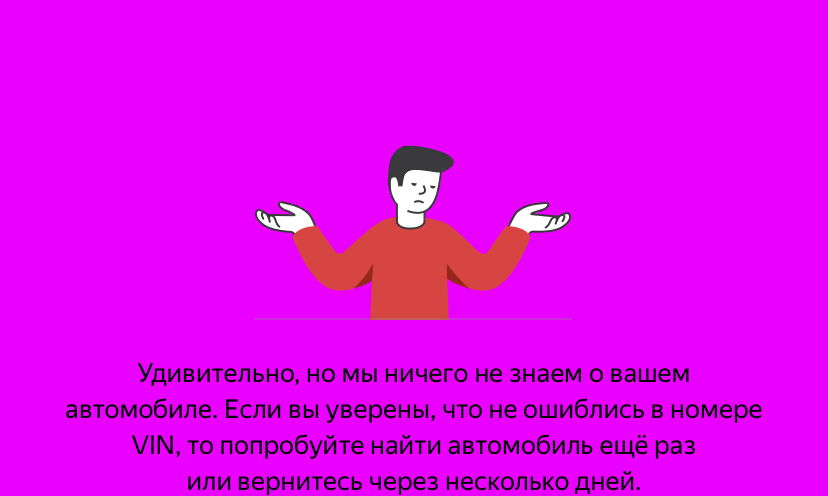 Удивительно, но мы ничего не знаем о вашем
автомобиле. Если вы уверены, что не ошиблись в номере
VIN, то попробуйте найти автомобиль ещё раз
или вернитесь через несколько дней.